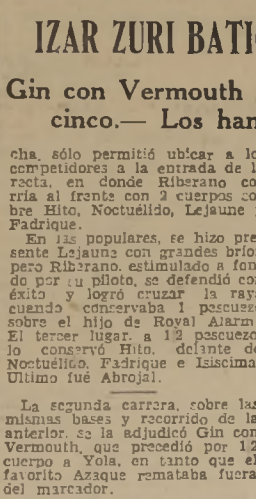 IZAR ZURI BATI
Gin con Vermouth
cinco.— Los han
cha, sólo permitió ubicar a lo
competidores a la entrada de l
recta, en donde Riberano co
rría al frente con 2 cuerpos so
bre Hito, Noctuélido, Lejaune
Fadrique.
En las populares, se hizo pre
sente Lejaune con grandes brío
pero Riberano, estimulado a fon
do por su piloto, se defendió co
éxito y logró cruzar la ray
cuando conservaba 1 pescuezo
sobre el hijo de Royal Alarm
El tercer lugar, a 1|2 pescuezo
lo conservó Hito, delante de
Noctuélido, Fadrique e Isiscima
Ultimo fué Abrojal.
La segunda carrera, sobre las
mismas bases y recorrido de la
anterior, se la adjudicó Gin con
Vermouth, que precedió por 1|2
cuerpo a Yola, en tanto que el
favorito Azaque remataba fuera
del marcador.